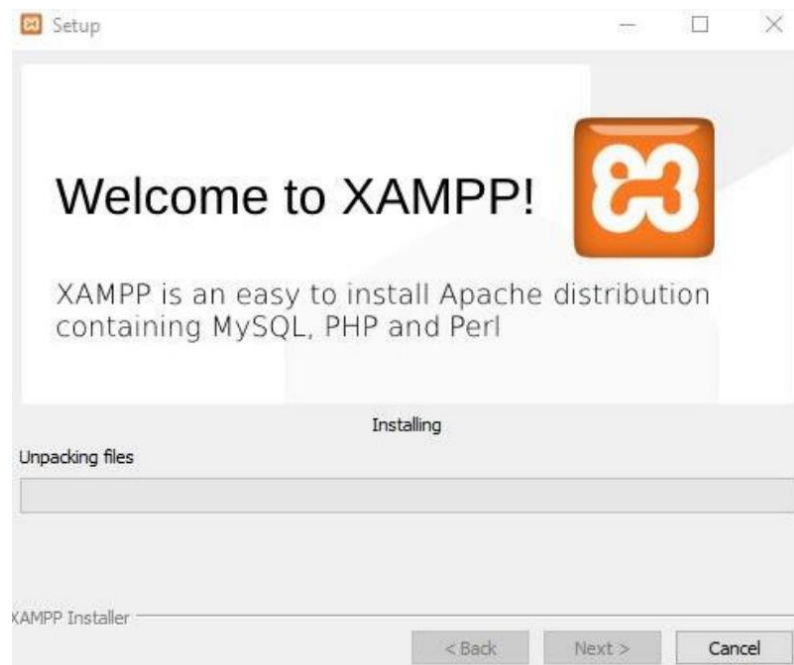 Setup
Welcome to XAMPP!
XAMPP is an easy to install Apache distribution
containing MySQL, PHP and Perl
Installing
Unpacking files
XAMPP Installer
< Back Next > Cancel